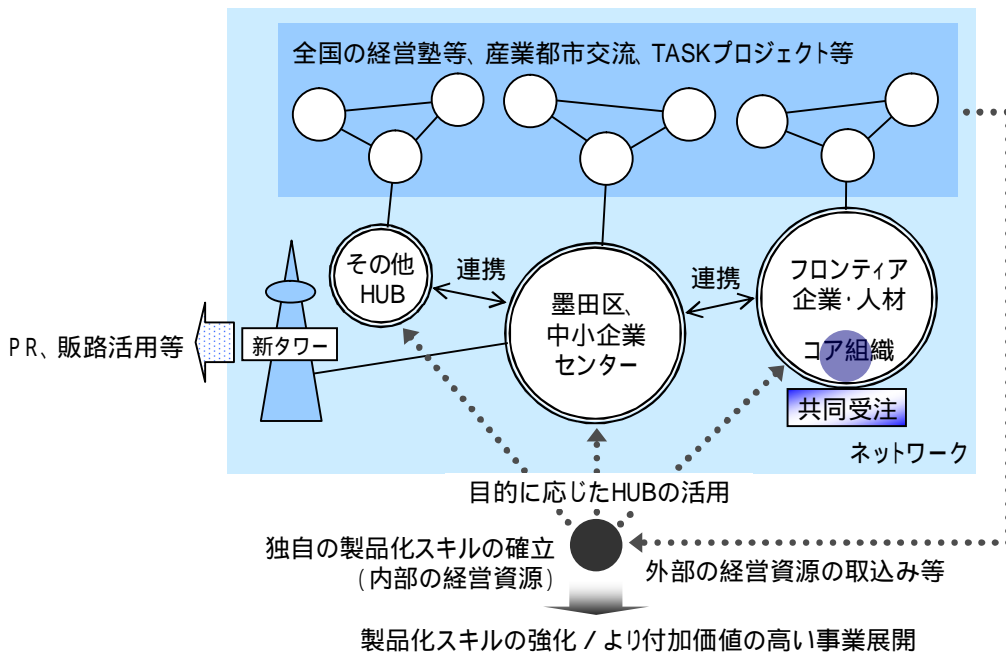 全国の経営塾等、産業都市交流、TASKプロジェクト等
その他
HUB
連携
墨田区、
中小企業
センター
連携
フロンティア
企業・人材
コア組織
共同受注
新タワー
PR、販路活用等
ネットワーク
目的に応じたHUBの活用
独自の製品化スキルの確立
(内部の経営資源)
外部の経営資源の取込み等
製品化スキルの強化/より付加価値の高い事業展開